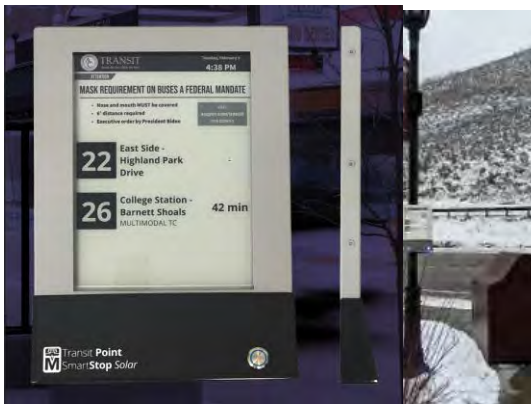 TRANSIT
4:38 PM
ATTENTION
MASK REQUIREMENT ON BUSES A FEDERAL MANDATE
• Nose and mouth MUST be covered
• 6' distance required
• Executive order by President Biden
22
East Side -
Highland Park
Drive
26
College Station -
Barnett Shoals
42 min
MULTIMODAL TC
Transit Point
SmartStop Solar